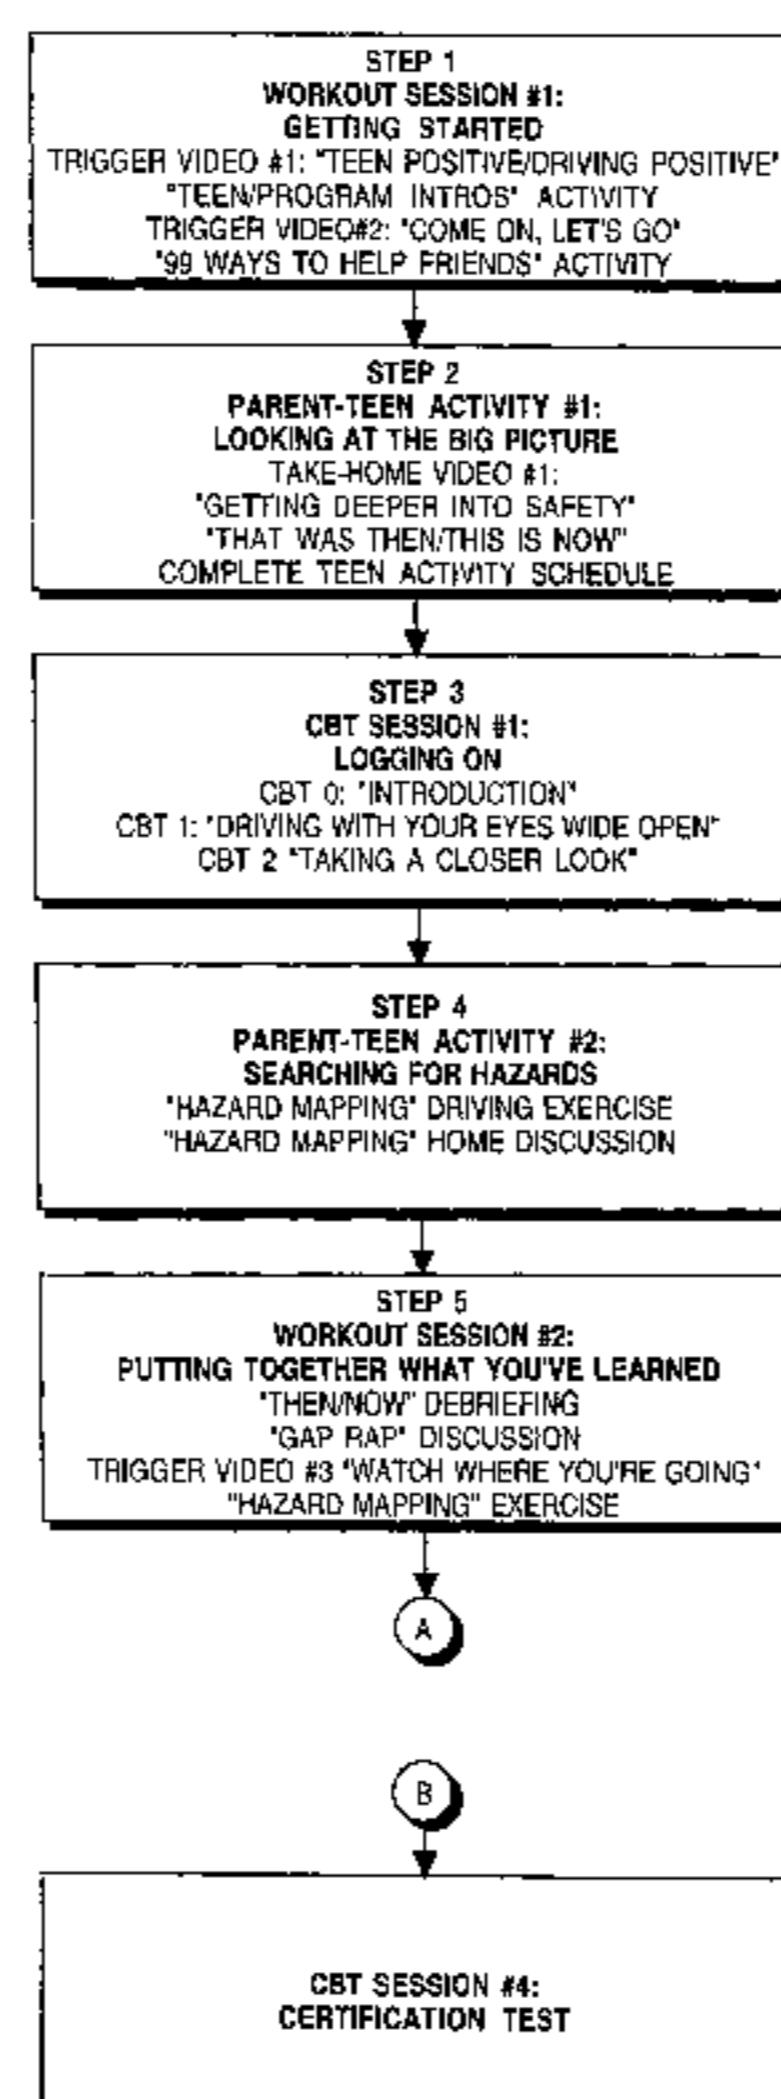 STEP 1
WORKOUT SESSION #1:
GETTING STARTED
TRIGGER VIDEO #1: "TEEN POSITIVE/DRIVING POSITIVE"
"TEEN/PROGRAM INTROS" ACTIVITY
TRIGGER VIDEO#2: "COME ON, LET'S GO"
"99 WAYS TO HELP FRIENDS" ACTIVITY
STEP 2
PARENT-TEEN ACTIVITY #1:
LOOKING AT THE BIG PICTURE
TAKE-HOME VIDEO #1:
"GETTING DEEPER INTO SAFETY"
"THAT WAS THEN/THIS IS NOW"
COMPLETE TEEN ACTIVITY SCHEDULE
STEP 3
CBT SESSION #1:
LOGGING ON
CBT 0: "INTRODUCTION"
CBT 1: "DRIVING WITH YOUR EYES WIDE OPEN"
CBT 2 "TAKING A CLOSER LOOK"
STEP 4
PARENT-TEEN ACTIVITY #2:
SEARCHING FOR HAZARDS
"HAZARD MAPPING" DRIVING EXERCISE
"HAZARD MAPPING" HOME DISCUSSION
STEP 5
WORKOUT SESSION #2:
PUTTING TOGETHER WHAT YOU'VE LEARNED
"THEN/NOW" DEBRIEFING
"GAP RAP" DISCUSSION
TRIGGER VIDEO #3 "WATCH WHERE YOU'RE GOING"
"HAZARD MAPPING" EXERCISE
A
B
CBT SESSION #4:
CERTIFICATION TEST